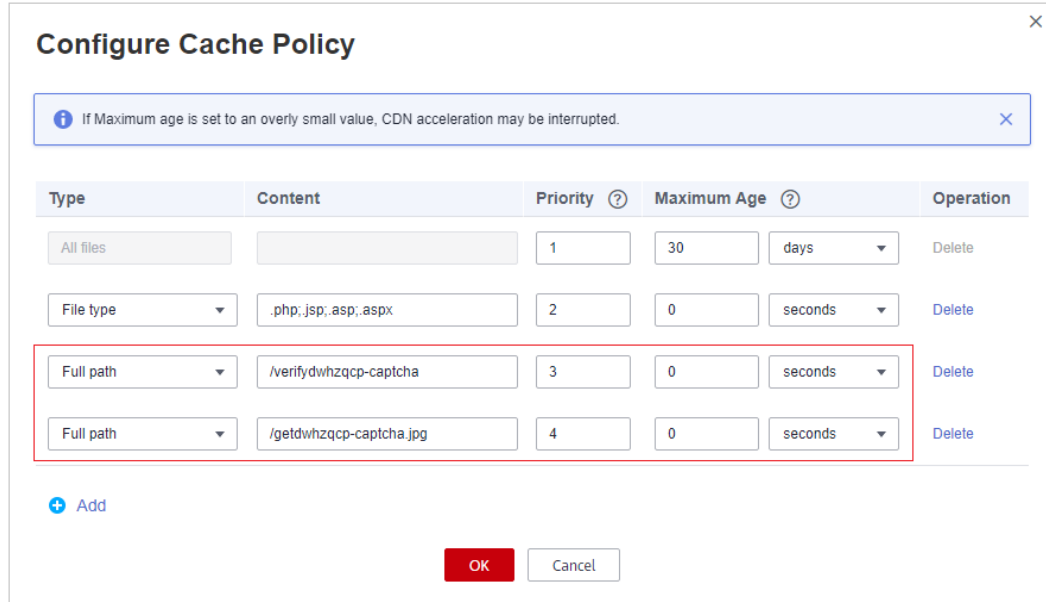 Configure Cache Policy
If Maximum age is set to an overly small value, CDN acceleration may be interrupted.
Type Content Priority ? Maximum Age ? Operation
All files 1 30 days Delete
File type .php;.jsp;.asp;.aspx 2 0 seconds Delete
Full path /verifydwhzqcp-captcha 3 0 seconds Delete
Full path /getdwhzqcp-captcha.jpg 4 0 seconds Delete
Add
OK Cancel